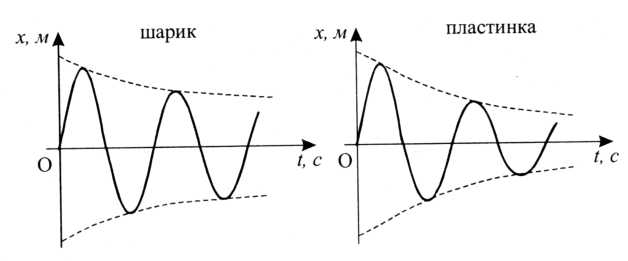 шарик
x, м
O
t, c
пластинка
x, м
O
t, c